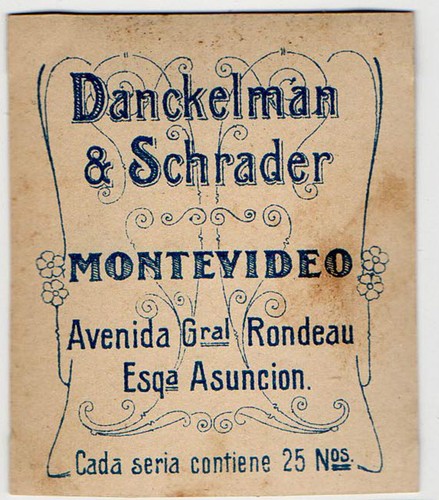 Danckelman
& Schrader
MONTEVIDEO
Avenida Gral Rondeau
Esqa Asuncion.
Cada seria contiene 25 Nos.